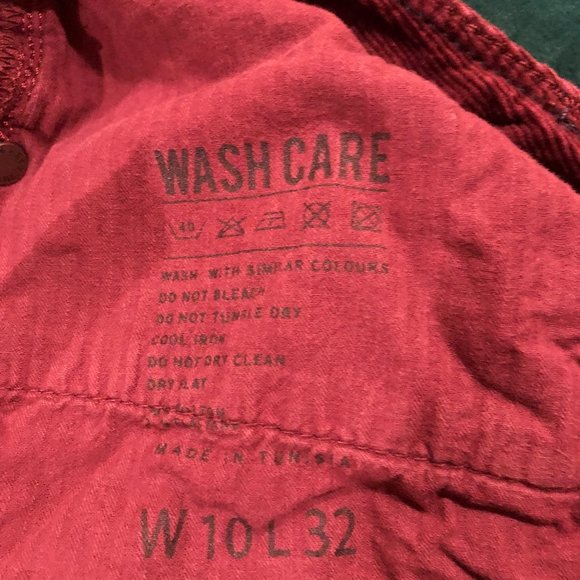 WASH CARE
40
WASH WITH SIMILAR COLOURS
DO NOT BLEACH
DO NOT TUMBLE DRY
COOL IRON
DO NOT DRY CLEAN
DRY FLAT
MADE IN TUNISIA
W 10 L 32